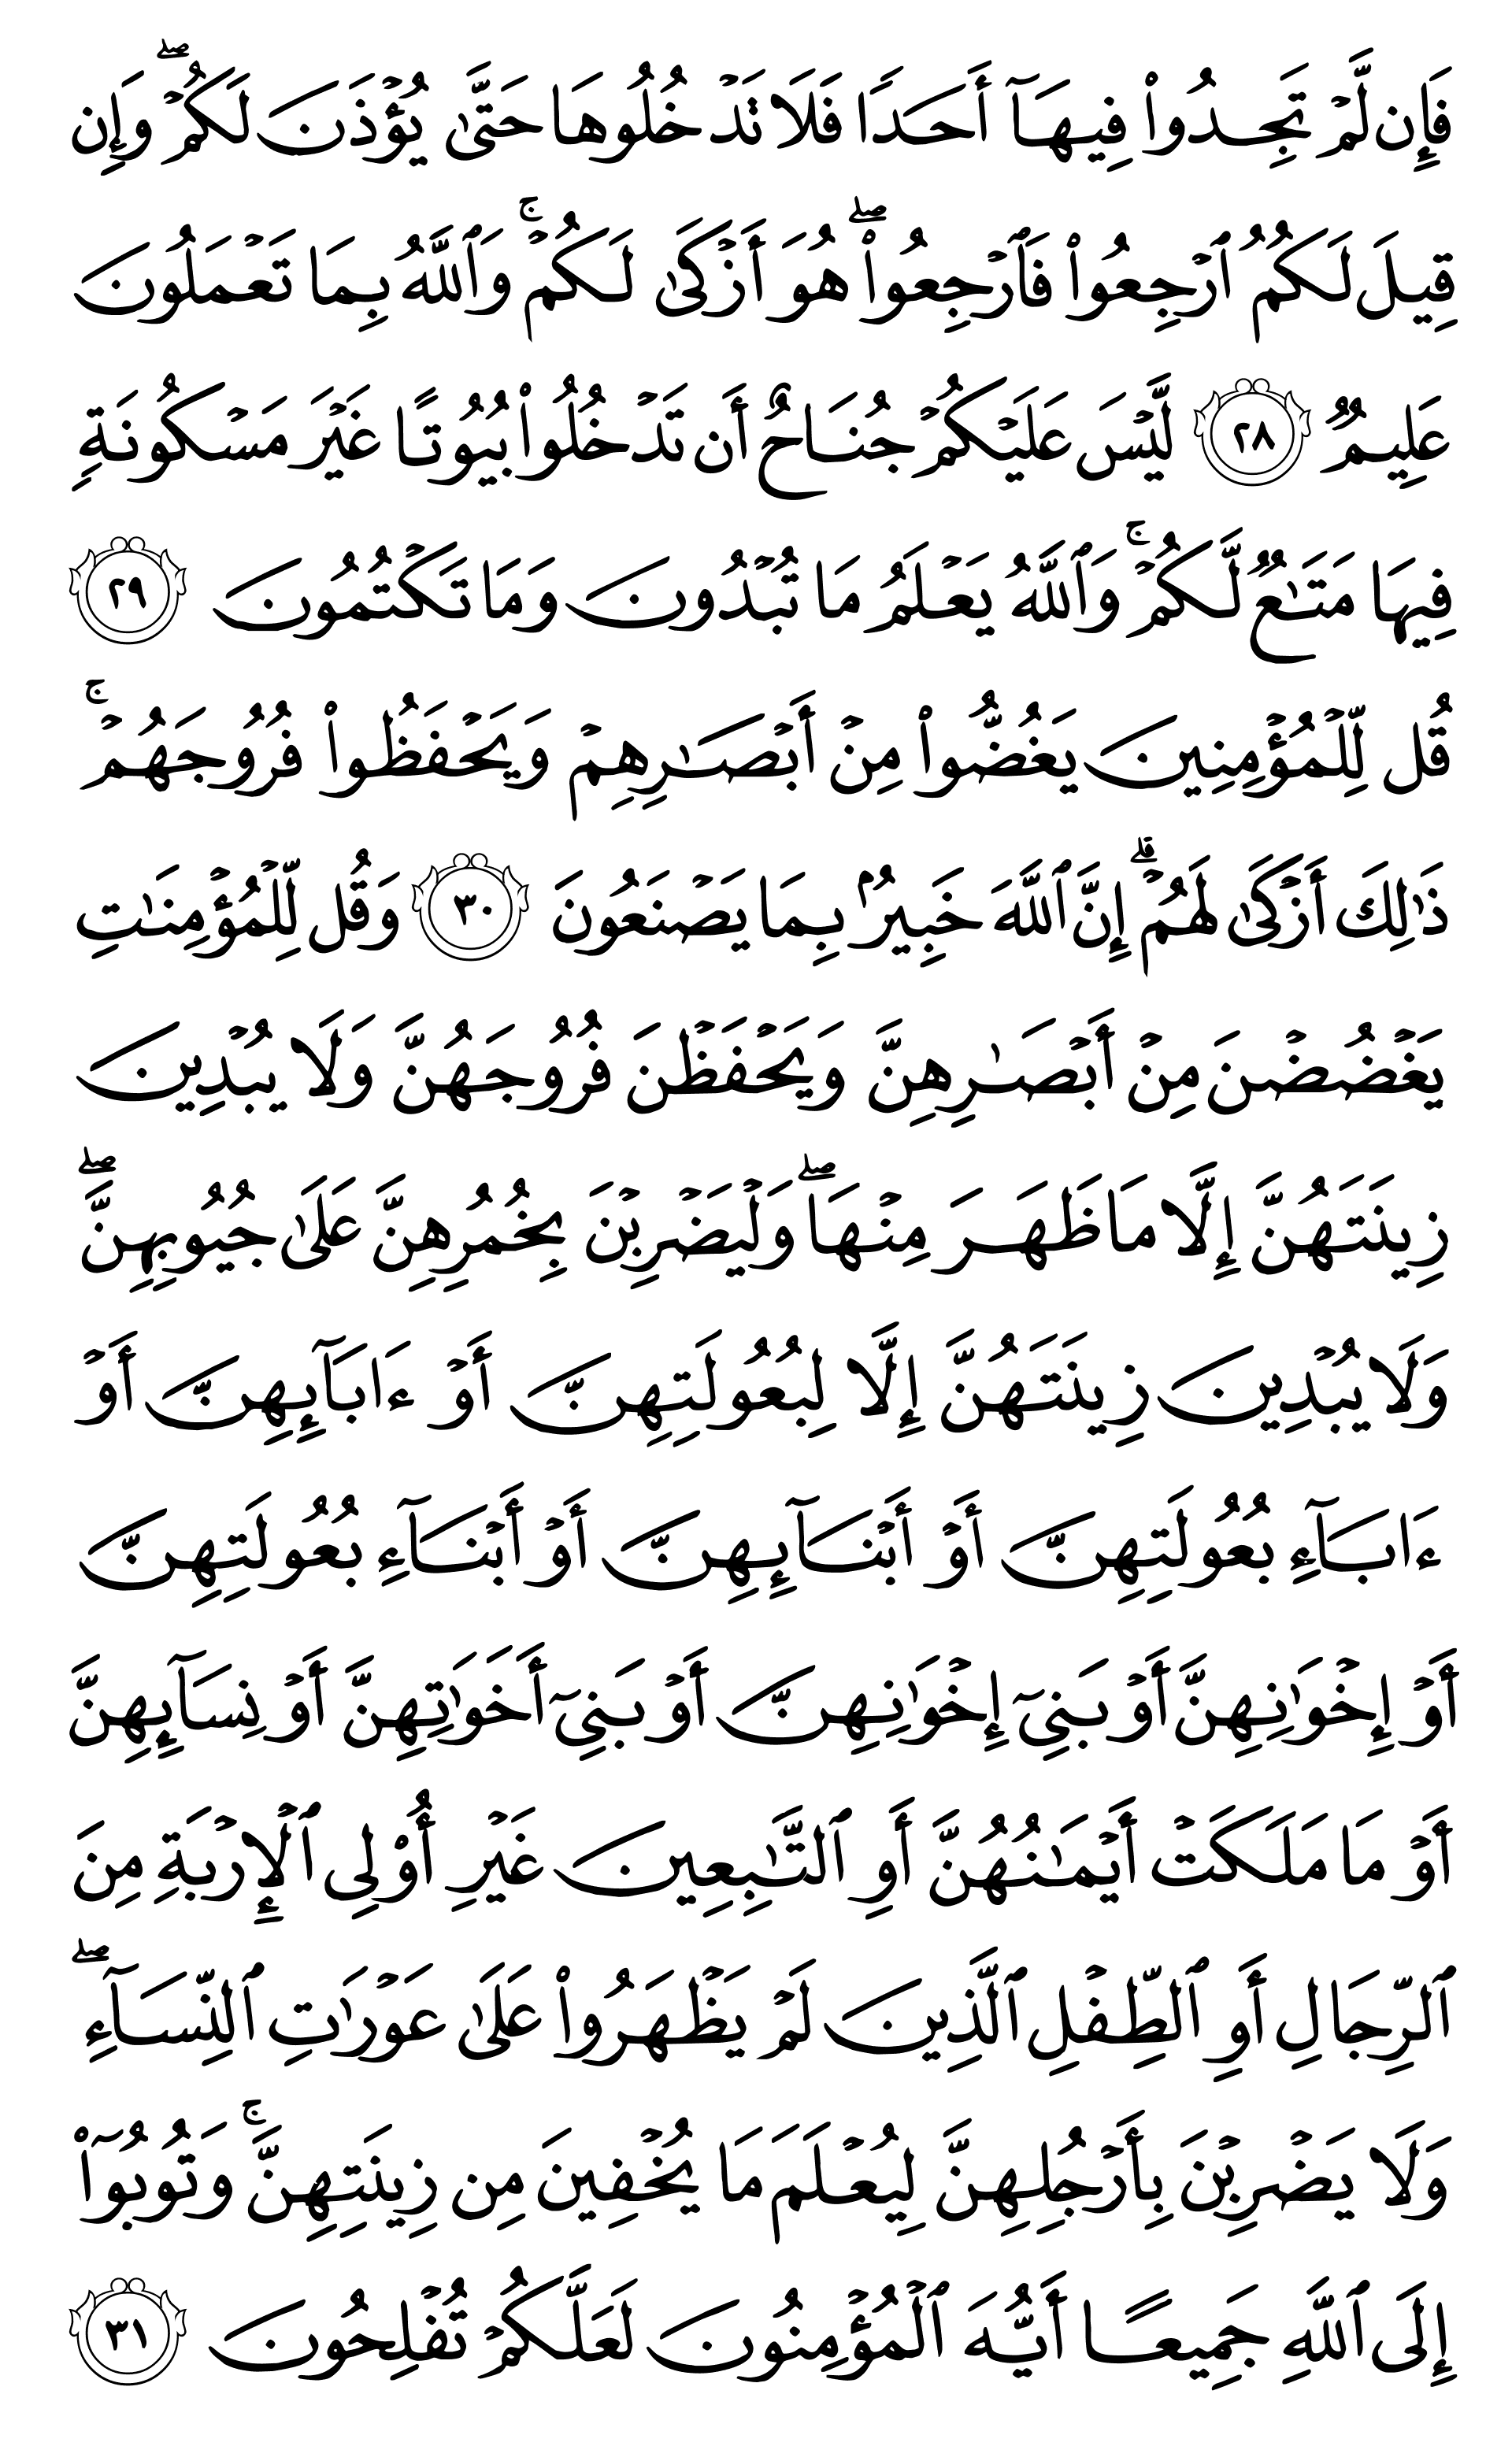 فَإِن لَّمْ تَجِدُوا۟ فِيهَآ أَحَدًا فَلَا تَدْخُلُوهَا حَتَّىٰ يُؤْذَنَ لَكُمْ ۖ وَإِن
قِيلَ لَكُمُ ٱرْجِعُوا۟ فَٱرْجِعُوا۟ ۖ هُوَ أَزْكَىٰ لَكُمْ ۚ وَٱللَّهُ بِمَا تَعْمَلُونَ
عَلِيمٌ ٢٨ لَّيْسَ عَلَيْكُمْ جُنَاحٌ أَن تَدْخُلُوا۟ بُيُوتًا غَيْرَ مَسْكُونَةٍ
فِيهَا مَتَـٰعٌ لَّكُمْ ۚ وَٱللَّهُ يَعْلَمُ مَا تُبْدُونَ وَمَا تَكْتُمُونَ ٢٩
قُل لِّلْمُؤْمِنِينَ يَغُضُّوا۟ مِنْ أَبْصَـٰرِهِمْ وَيَحْفَظُوا۟ فُرُوجَهُمْ ۚ
ذَٰلِكَ أَزْكَىٰ لَهُمْ ۗ إِنَّ ٱللَّهَ خَبِيرٌۢ بِمَا يَصْنَعُونَ ٣٠ وَقُل لِّلْمُؤْمِنَـٰتِ
يَغْضُضْنَ مِنْ أَبْصَـٰرِهِنَّ وَيَحْفَظْنَ فُرُوجَهُنَّ وَلَا يُبْدِينَ
زِينَتَهُنَّ إِلَّا مَا ظَهَرَ مِنْهَا ۖ وَلْيَضْرِبْنَ بِخُمُرِهِنَّ عَلَىٰ جُيُوبِهِنَّ ۖ
وَلَا يُبْدِينَ زِينَتَهُنَّ إِلَّا لِبُعُولَتِهِنَّ أَوْ ءَابَآئِهِنَّ أَوْ
ءَابَآءِ بُعُولَتِهِنَّ أَوْ أَبْنَآئِهِنَّ أَوْ أَبْنَآءِ بُعُولَتِهِنَّ
أَوْ إِخْوَٰنِهِنَّ أَوْ بَنِىٓ إِخْوَٰنِهِنَّ أَوْ بَنِىٓ أَخَوَٰتِهِنَّ أَوْ نِسَآئِهِنَّ
أَوْ مَا مَلَكَتْ أَيْمَـٰنُهُنَّ أَوِ ٱلتَّـٰبِعِينَ غَيْرِ أُو۟لِى ٱلْإِرْبَةِ مِنَ
ٱلرِّجَالِ أَوِ ٱلطِّفْلِ ٱلَّذِينَ لَمْ يَظْهَرُوا۟ عَلَىٰ عَوْرَٰتِ ٱلنِّسَآءِ ۖ
وَلَا يَضْرِبْنَ بِأَرْجُلِهِنَّ لِيُعْلَمَ مَا يُخْفِينَ مِن زِينَتِهِنَّ ۚ وَتُوبُوٓا۟
إِلَى ٱللَّهِ جَمِيعًا أَيُّهَ ٱلْمُؤْمِنُونَ لَعَلَّكُمْ تُفْلِحُونَ ٣١